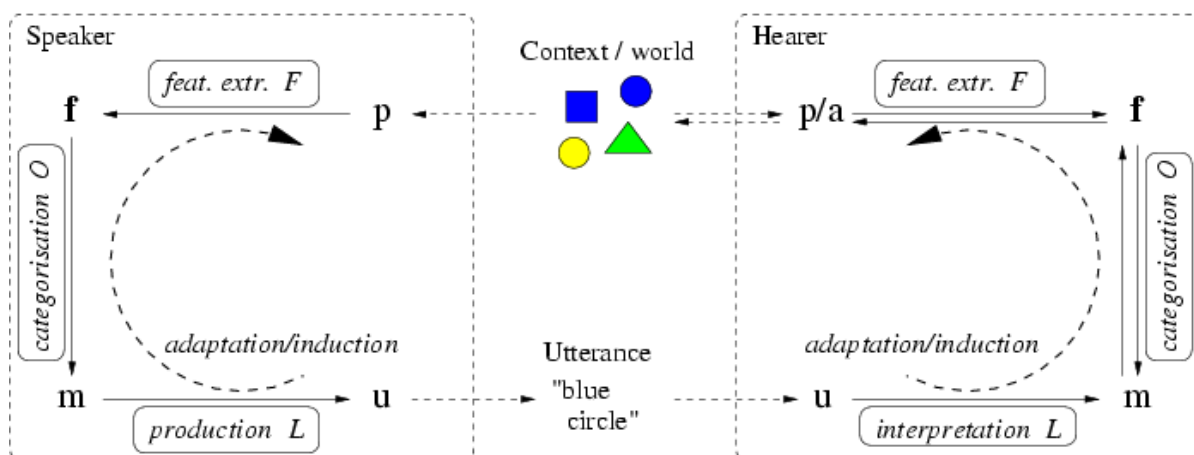 Speaker
feat. extr. F
f
p
categorisation O
adaptation/induction
m
u
production L
Context / world
Utterance
"blue
circle"
Hearer
feat. extr. F
p/a
f
categorisation O
adaptation/induction
u
m
interpretation L